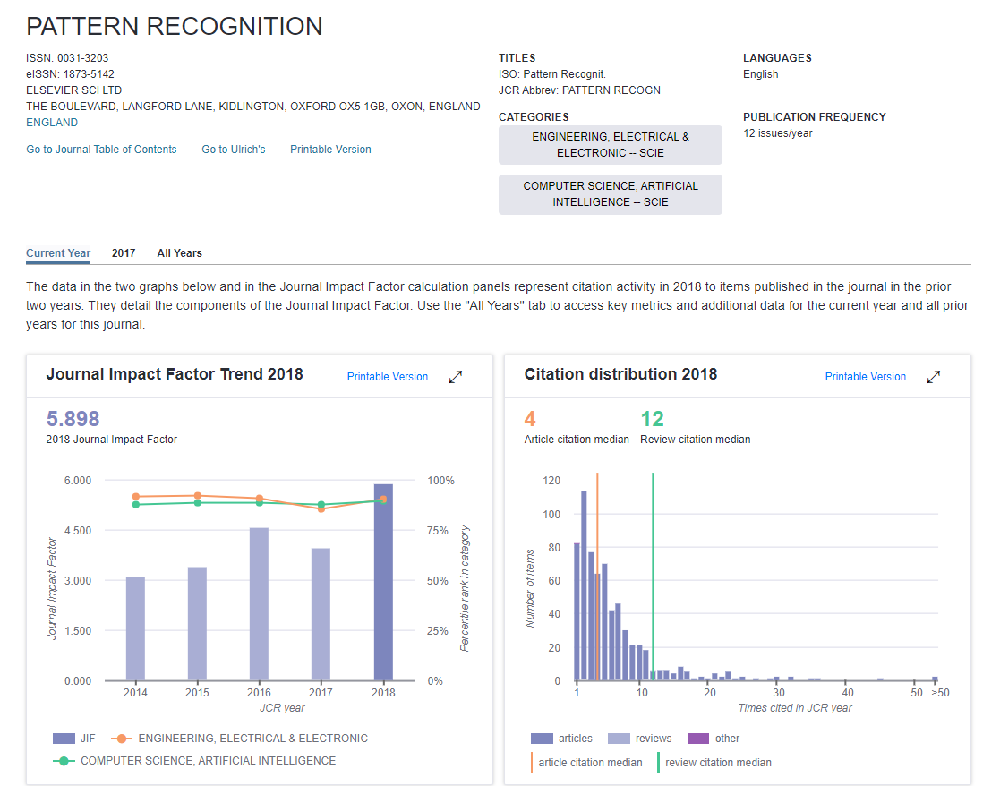 PATTERN RECOGNITION
ISSN: 0031-3203
eISSN: 1873-5142
ELSEVIER SCI LTD
THE BOULEVARD, LANGFORD LANE, KIDLINGTON, OXFORD OX5 1GB, OXON, ENGLAND
ENGLAND
Go to Journal Table of Contents Go to Ulrich's Printable Version
TITLES
ISO: Pattern Recognit.
JCR Abbrev: PATTERN RECOGN
CATEGORIES
ENGINEERING, ELECTRICAL &
ELECTRONIC -- SCIE
COMPUTER SCIENCE, ARTIFICIAL
INTELLIGENCE -- SCIE
LANGUAGES
English
PUBLICATION FREQUENCY
12 issues/year
Current Year 2017 All Years
The data in the two graphs below and in the Journal Impact Factor calculation panels represent citation activity in 2018 to items published in the journal in the prior
two years. They detail the components of the Journal Impact Factor. Use the "All Years" tab to access key metrics and additional data for the current year and all prior
years for this journal.
Journal Impact Factor Trend 2018 Printable Version
5.898
2018 Journal Impact Factor
6.000 100%
4.500 75%
3.000 50%
1.500 25%
0.000 0%
Journal Impact Factor
Percentile rank in category
2014 2015 2016 2017 2018
JCR year
JIF ENGINEERING, ELECTRICAL & ELECTRONIC
COMPUTER SCIENCE, ARTIFICIAL INTELLIGENCE
Citation distribution 2018 Printable Version
4 12
Article citation median Review citation median
120
100
80
60
40
20
0
Number of items
1 10 20 30 40 50 >50
Times cited in JCR year
articles reviews other
article citation median review citation median